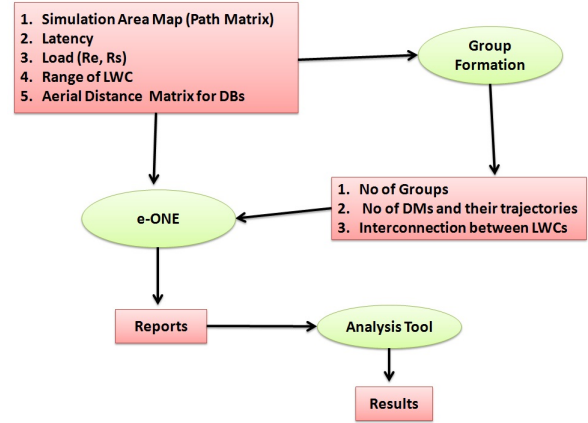 1. Simulation Area Map (Path Matrix)
2. Latency
3. Load (Re, Rs)
4. Range of LWC
5. Aerial Distance Matrix for DBs
Group
Formation
1. No of Groups
2. No of DMs and their trajectories
3. Interconnection between LWCs
e-ONE
Reports
Analysis Tool
Results